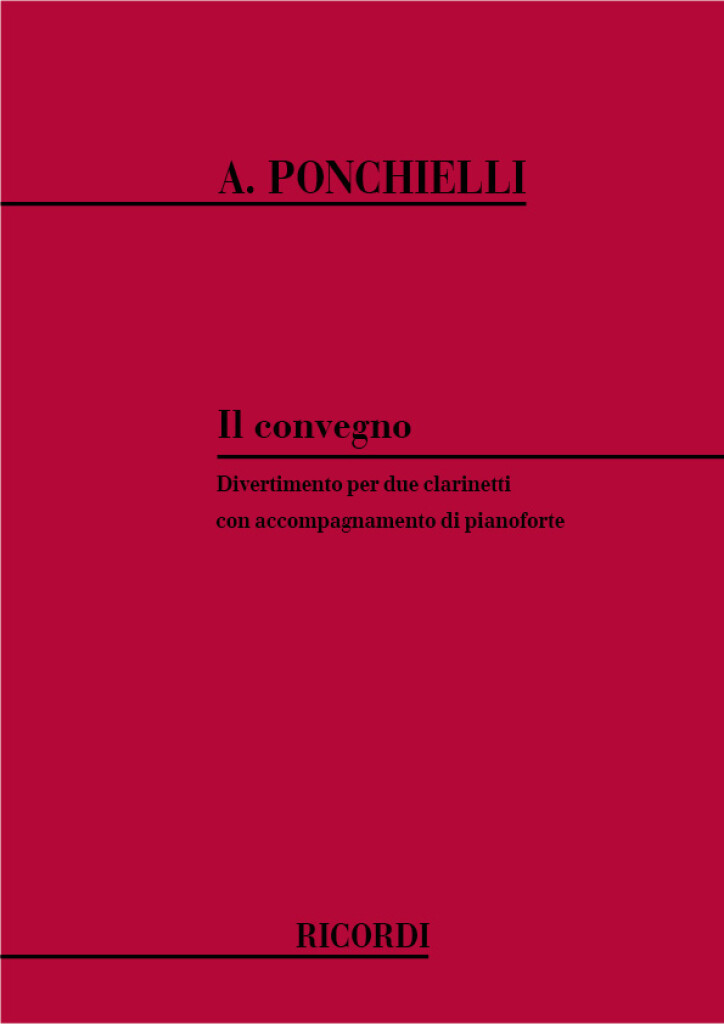 A. PONCHIELLI
Il convegno
Divertimento per due clarinetti
con accompagnamento di pianoforte
RICORDI